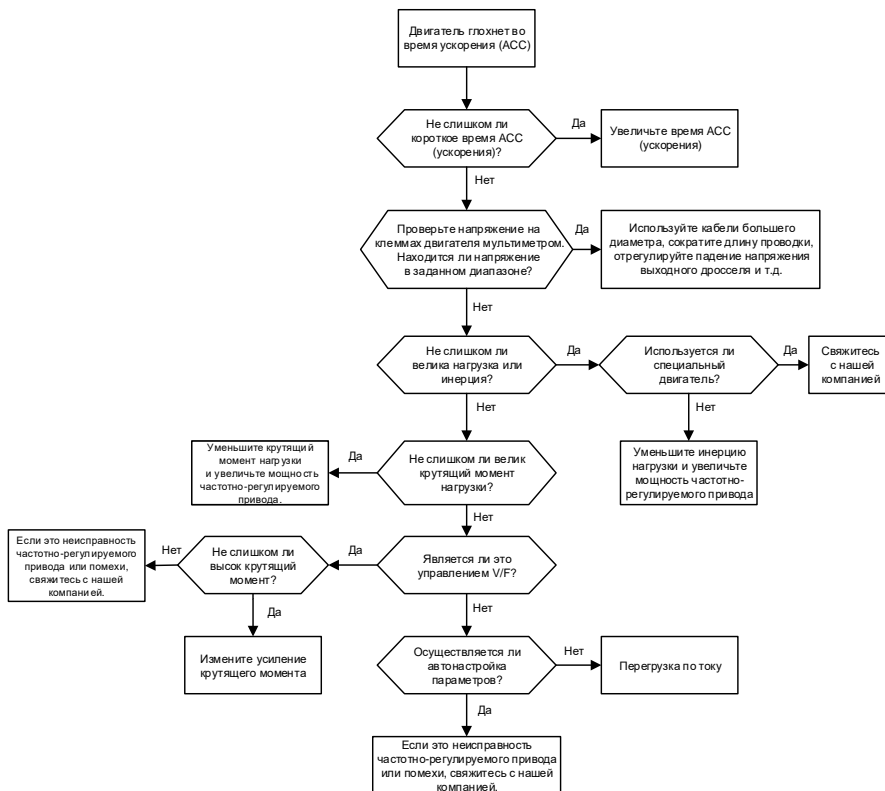 Двигатель глохнет во
время ускорения (ACC)
Не слишком ли
короткое время ACC
(ускорения)?
Да
Увеличьте время ACC
(ускорения)
Нет
Проверьте напряжение на
клеммах двигателя мультиметром.
Находится ли напряжение
в заданном диапазоне?
Да
Используйте кабели большего
диаметра, сократите длину проводки,
отрегулируйте падение напряжения
выходного дросселя и т.д.
Нет
Не слишком ли
велика нагрузка или
инерция?
Да
Используется ли
специальный
двигатель?
Да
Свяжитесь
с нашей
компанией
Нет
Нет
Уменьшите инерцию
нагрузки и увеличьте
мощность частотно-
регулируемого привода
Не слишком ли велик
крутящий момент
нагрузки?
Да
Уменьшите крутящий
момент нагрузки
и увеличьте мощность
частотно-регулируемого
привода.
Нет
Является ли это
управлением V/F?
Да
Не слишком ли
высок крутящий
момент?
Нет
Если это неисправность
частотно-регулируемого
привода или помехи,
свяжитесь с нашей
компанией.
Да
Измените усиление
крутящего момента
Нет
Осуществляется ли
автонастройка
параметров?
Нет
Перегрузка по току
Да
Если это неисправность
частотно-регулируемого привода
или помехи, свяжитесь с нашей
компанией.